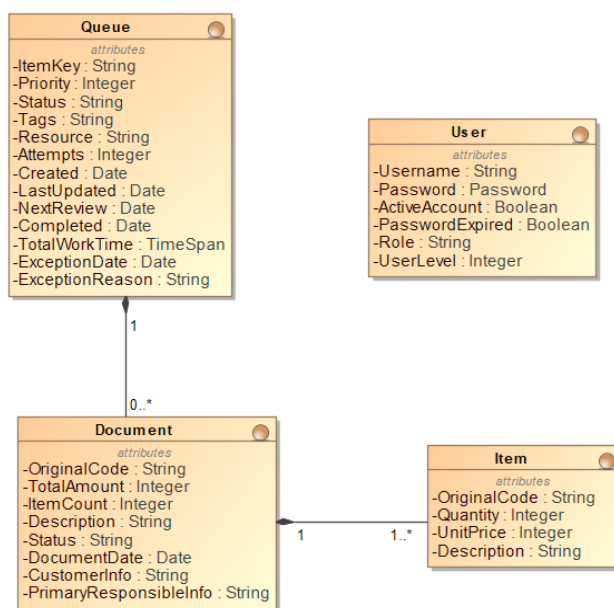 Queue
attributes
-ItemKey : String
-Priority : Integer
-Status : String
-Tags : String
-Resource : String
-Attempts : Integer
-Created : Date
-LastUpdated : Date
-NextReview : Date
-Completed : Date
-TotalWorkTime : TimeSpan
-ExceptionDate : Date
-ExceptionReason : String
User
attributes
-Username : String
-Password : Password
-ActiveAccount : Boolean
-PasswordExpired : Boolean
-Role : String
-UserLevel : Integer
1
0..*
Document
attributes
-OriginalCode : String
-TotalAmount : Integer
-ItemCount : Integer
-Description : String
-Status : String
-DocumentDate : Date
-CustomerInfo : String
-PrimaryResponsibleInfo : String
1
1..*
Item
attributes
-OriginalCode : String
-Quantity : Integer
-UnitPrice : Integer
-Description : String